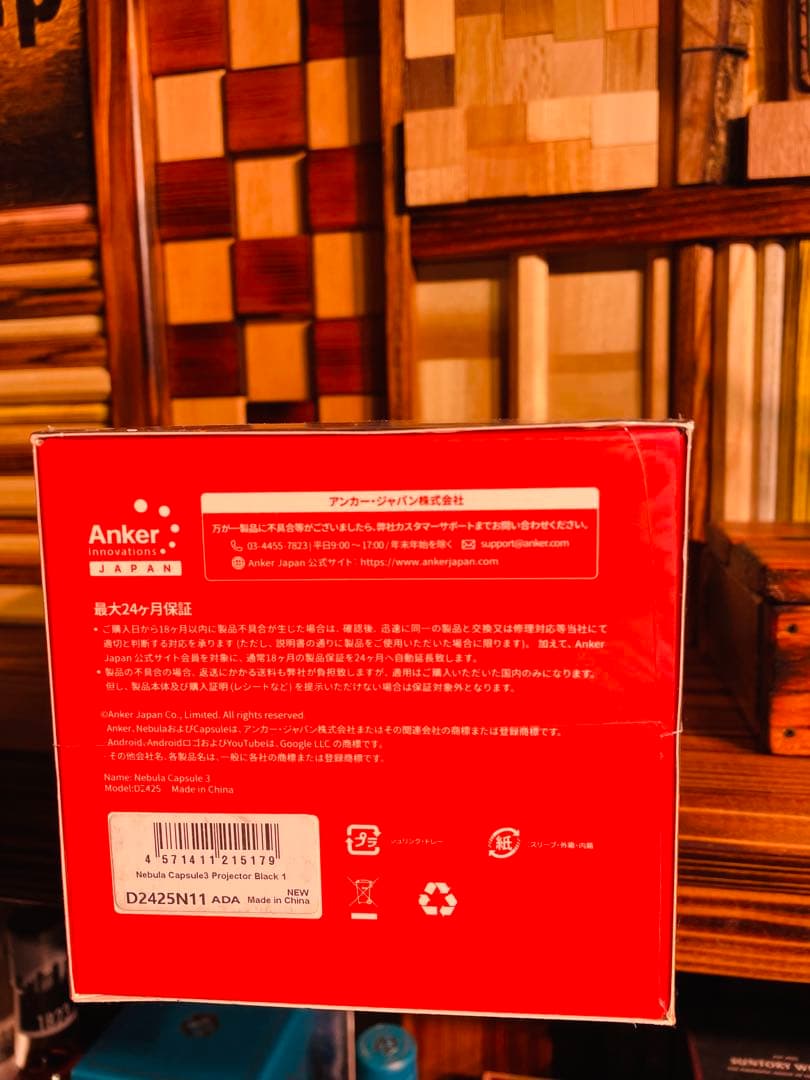 Anker
innovations
JAPAN
アンカー・ジャパン株式会社
万が一製品に不具合等がございましたら、弊社カスタマーサポートまでお問い合わせください。
03-4455-7823 | 平日9:00〜17:00 / 年末年始を除く support@anker.com
Anker Japan 公式サイト：https://www.ankerjapan.com
最大24ヶ月保証
• ご購入日から18ヶ月以内に製品不具合が生じた場合は、確認後、迅速に同一の製品と交換又は修理対応等当社にて
適切と判断する対応を承ります (ただし、説明書の通りに製品をご使用いただいた場合に限ります)。 加えて、Anker
Japan 公式サイト会員を対象に、通常18ヶ月の製品保証を24ヶ月へ自動延長致します。
• 製品の不具合の場合、返送にかかる送料も弊社が負担致しますが、適用はご購入いただいた国内のみになります。
但し、製品本体及び購入証明 (レシートなど) を提示いただけない場合は保証対象外となります。
©Anker Japan Co., Limited. All rights reserved.
Anker、NebulaおよびCapsuleは、アンカー・ジャパン株式会社またはその関連会社の商標または登録商標です。
Android、AndroidロゴおよびYouTubeは、Google LLC の商標です。
その他会社名、各製品名は、一般に各社の商標または登録商標です。
Name: Nebula Capsule 3
Model:D2425 Made in China
4 571411 215179
Nebula Capsule3 Projector Black 1
NEW
D2425N11 ADA Made in China
プラ
シュリンク・トレー
紙
スリーブ・外箱・内箱
1823
SUNTORY